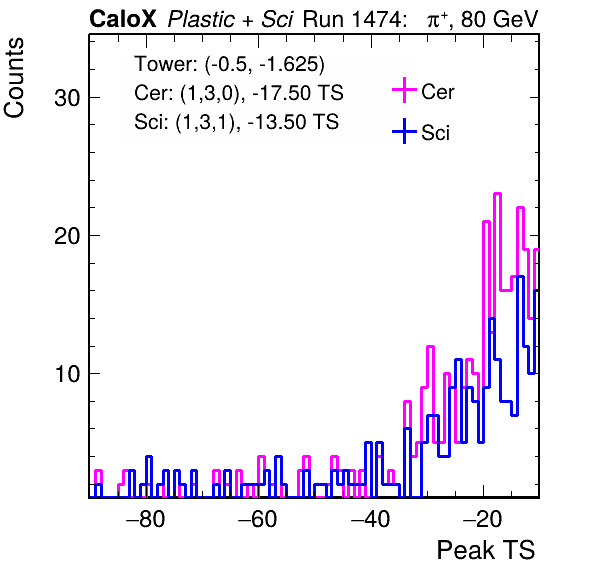 CaloX Plastic + Sci Run 1474: π⁺, 80 GeV
Counts
Tower: (-0.5, -1.625)
Cer: (1,3,0), -17.50 TS
Sci: (1,3,1), -13.50 TS
Cer
Sci
30
20
10
−80 −60 −40 −20
Peak TS